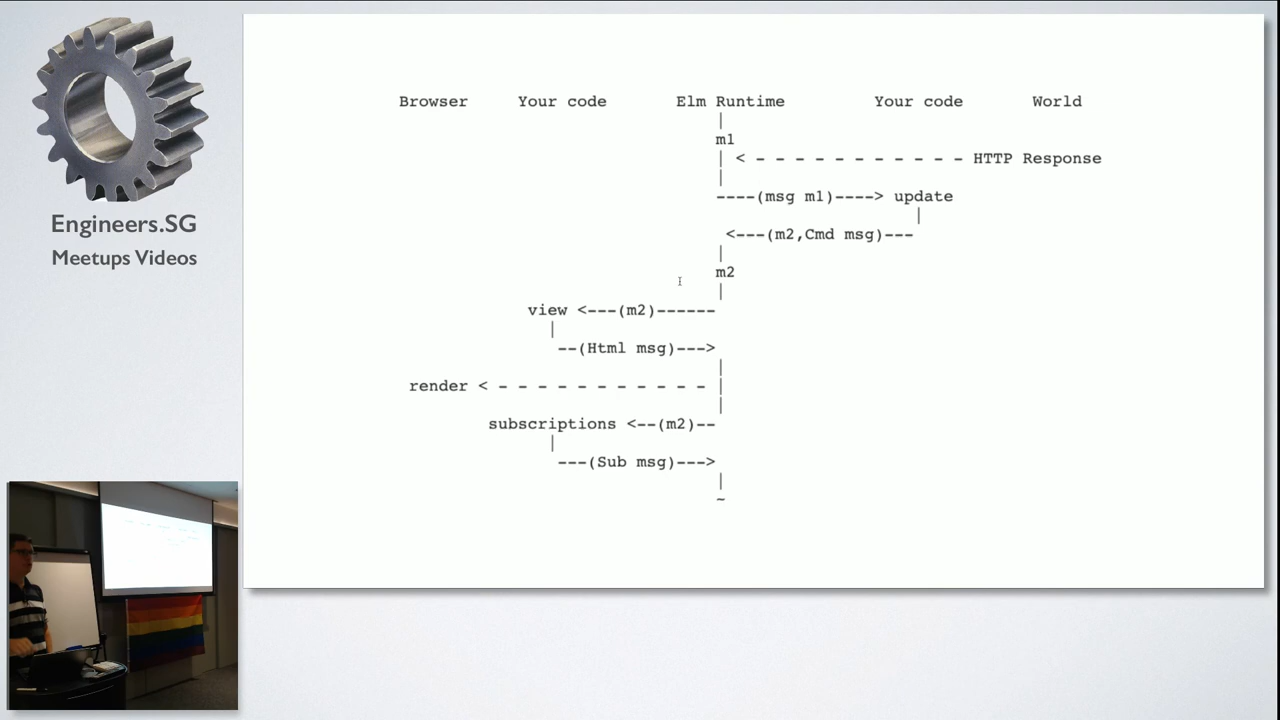 Engineers.SG
Meetups Videos
Browser Your code Elm Runtime Your code World
|
m1
| < - - - - - - - - - - - HTTP Response
|
----(msg m1)----> update
|
<---(m2,Cmd msg)---
|
m2
|
view <---(m2)------
|
--(Html msg)--->
|
render < - - - - - - - - - - - |
|
subscriptions <--(m2)--
|
---(Sub msg)--->
|
~